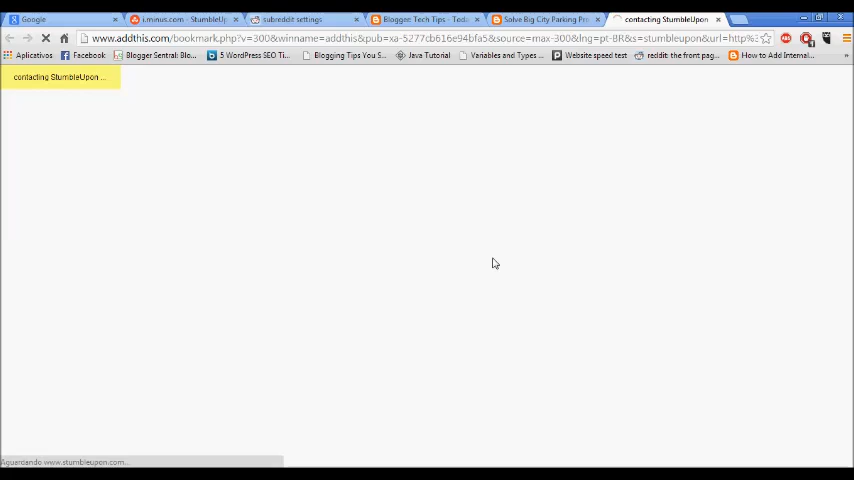 Google
i.minus.com - StumbleUp
subreddit settings
Bloggee Tech Tips - Toda
Solve Big City Parking Pro
contacting StumbleUpon
www.addthis.com/bookmark.php?v=300&winname=addthis&pub=xa-5277cb616e94bfa5&source=max-300&lng=pt-BR&s=stumbleupon&url=http%3
ABP
Aplicativos
Facebook
Blogger Sentral: Blo...
5 WordPress SEO Ti...
Blogging Tips You S...
Java Tutorial
Variables and Types ...
Website speed test
reddit: the front pag...
How to Add Internal...
contacting StumbleUpon ...
Aguardando www.stumbleupon.com...